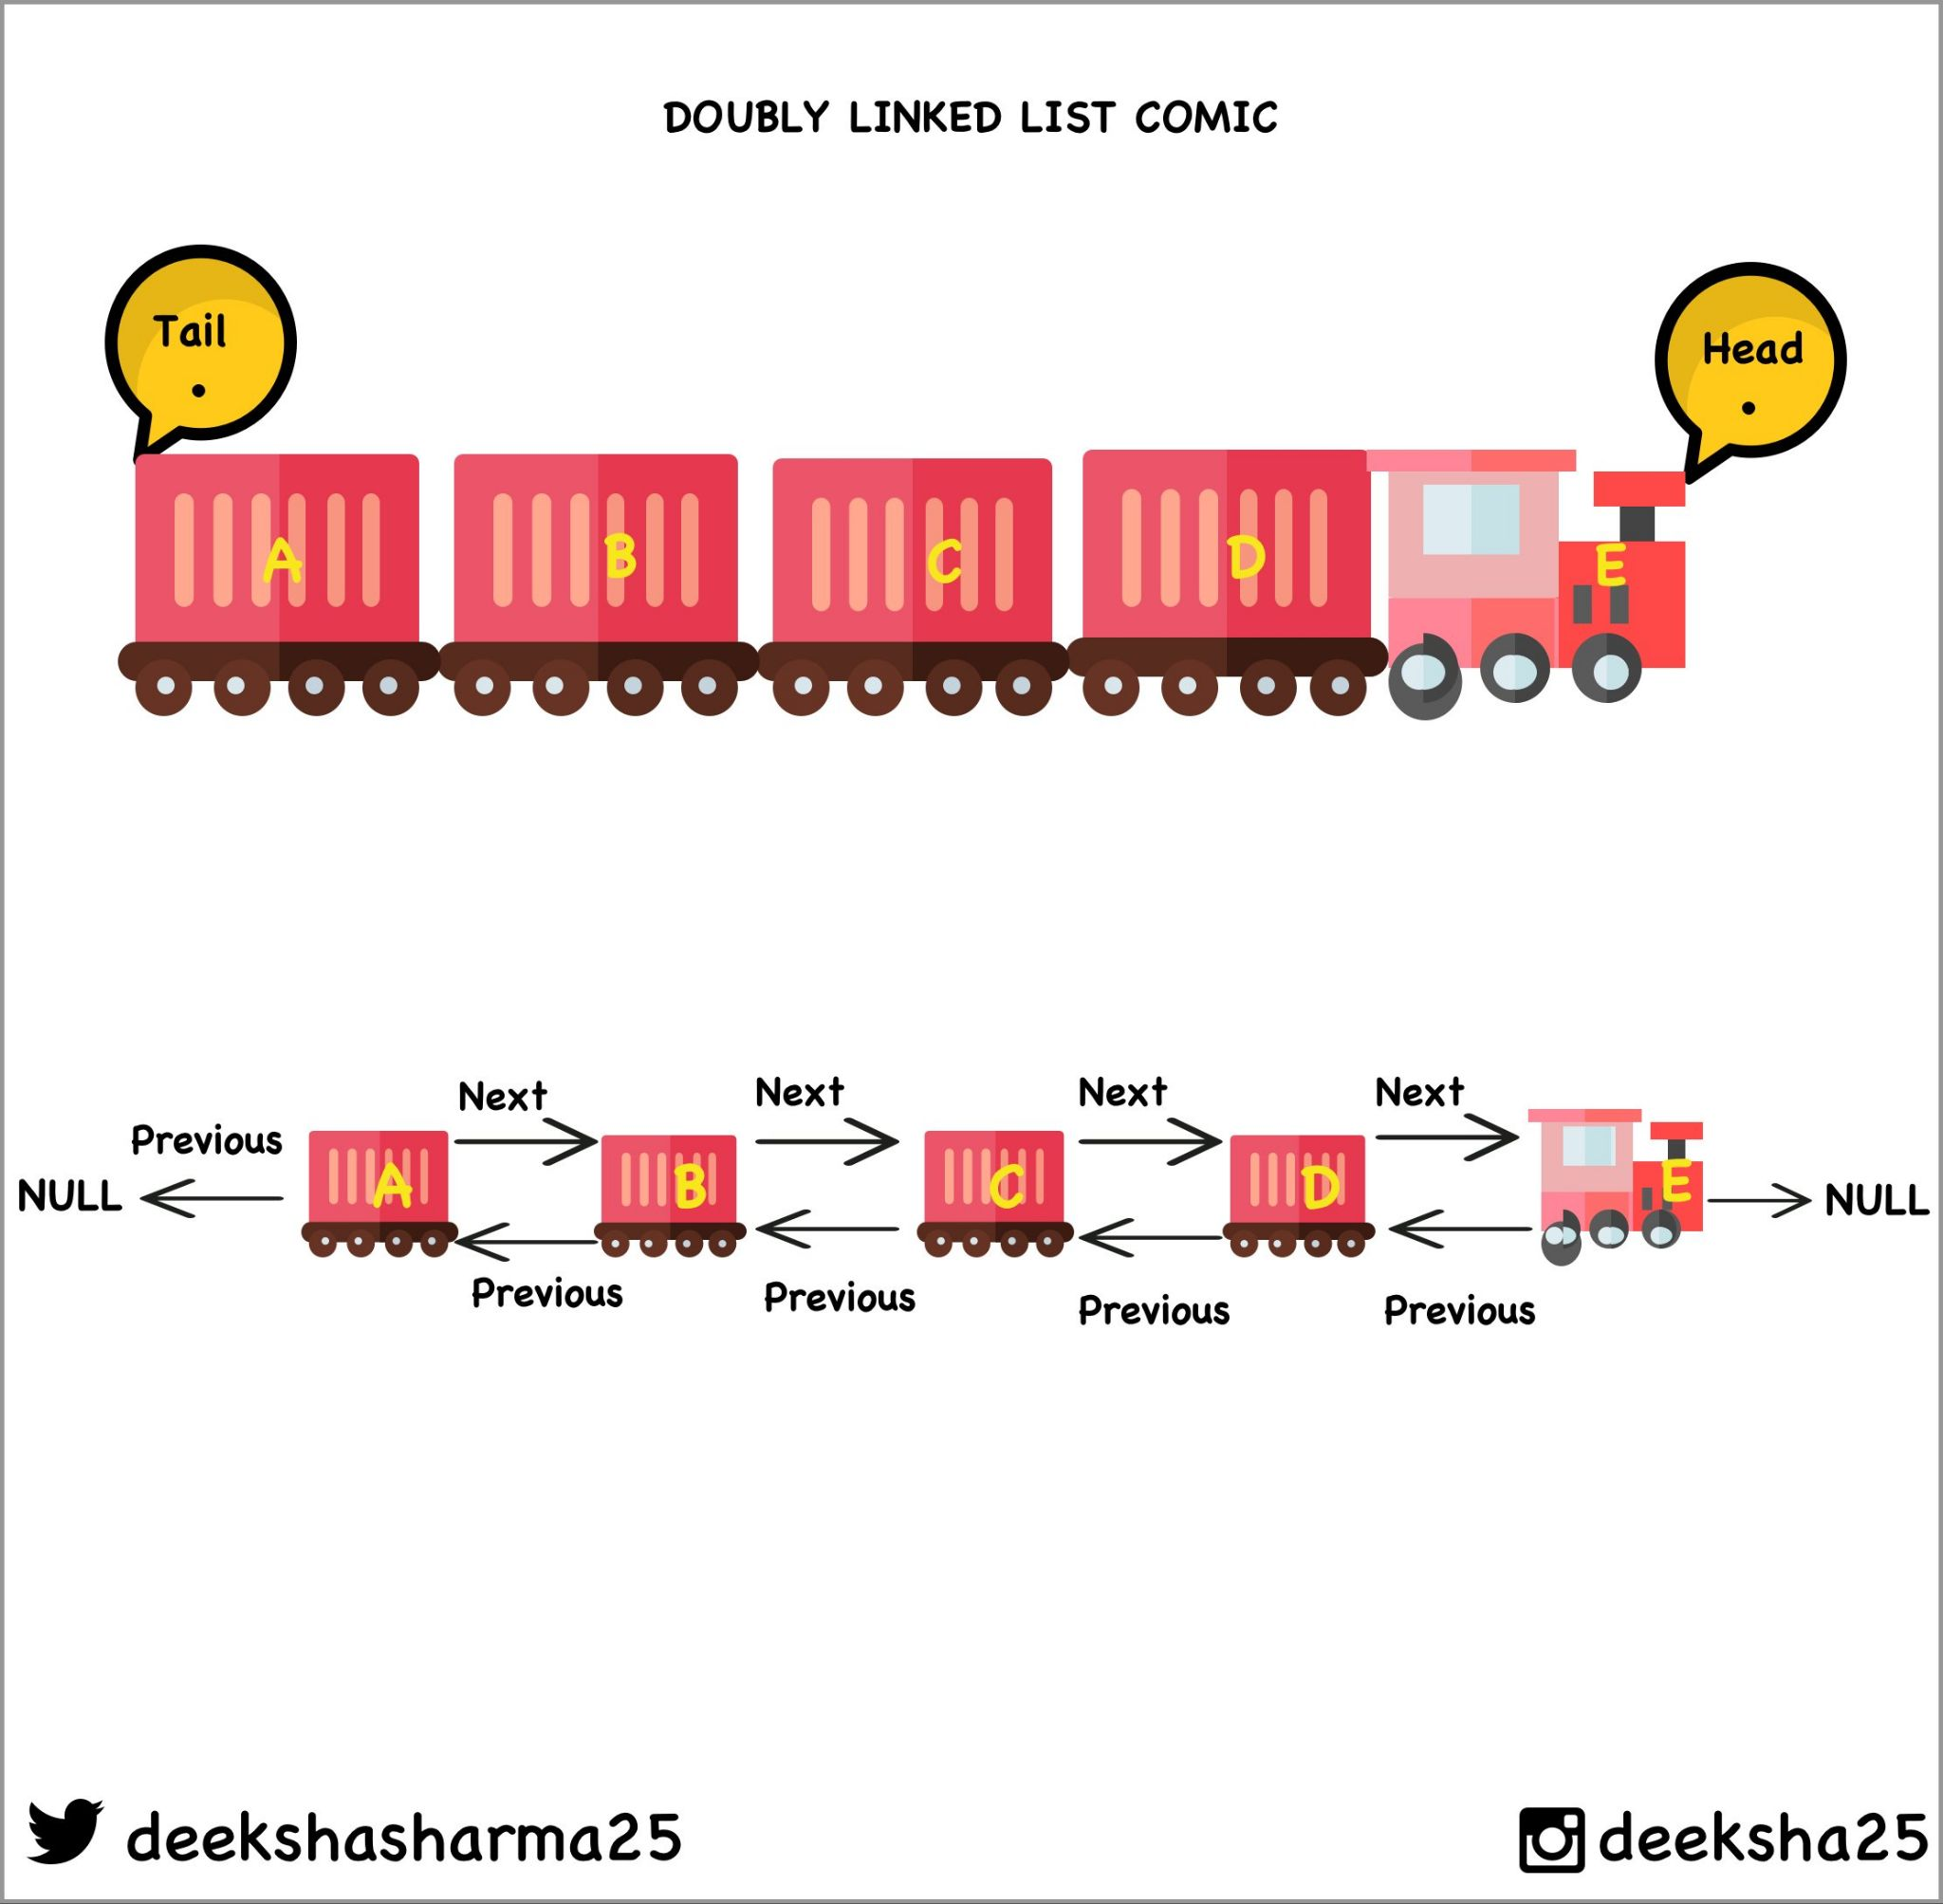 DOUBLY LINKED LIST COMIC
Tail
Head
A B C D E
Next Next Next Next
Previous
NULL A B C D E NULL
Previous Previous Previous Previous
deekshasharma25
deeksha25